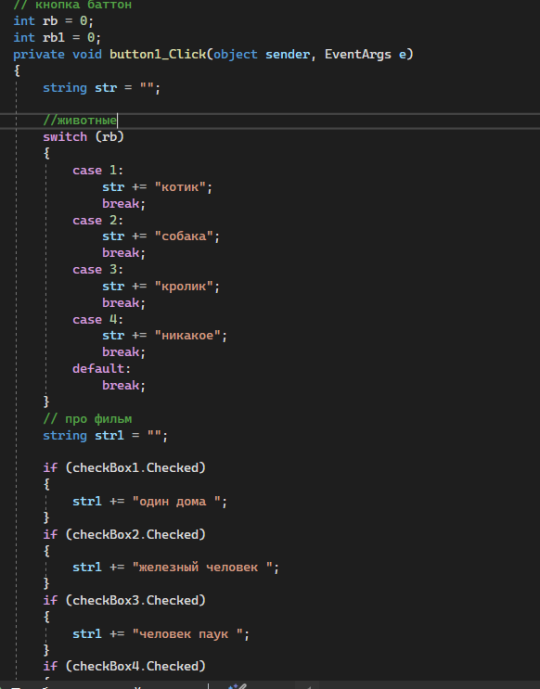 // кнопка баттон
int rb = 0;
int rb1 = 0;
private void button1_Click(object sender, EventArgs e)
{
string str = "";
//животные
switch (rb)
{
case 1:
str += "котик";
break;
case 2:
str += "собака";
break;
case 3:
str += "кролик";
break;
case 4:
str += "никакое";
break;
default:
break;
}
// про фильм
string str1 = "";
if (checkBox1.Checked)
{
str1 += "один дома ";
}
if (checkBox2.Checked)
{
str1 += "железный человек ";
}
if (checkBox3.Checked)
{
str1 += "человек паук ";
}
if (checkBox4.Checked)